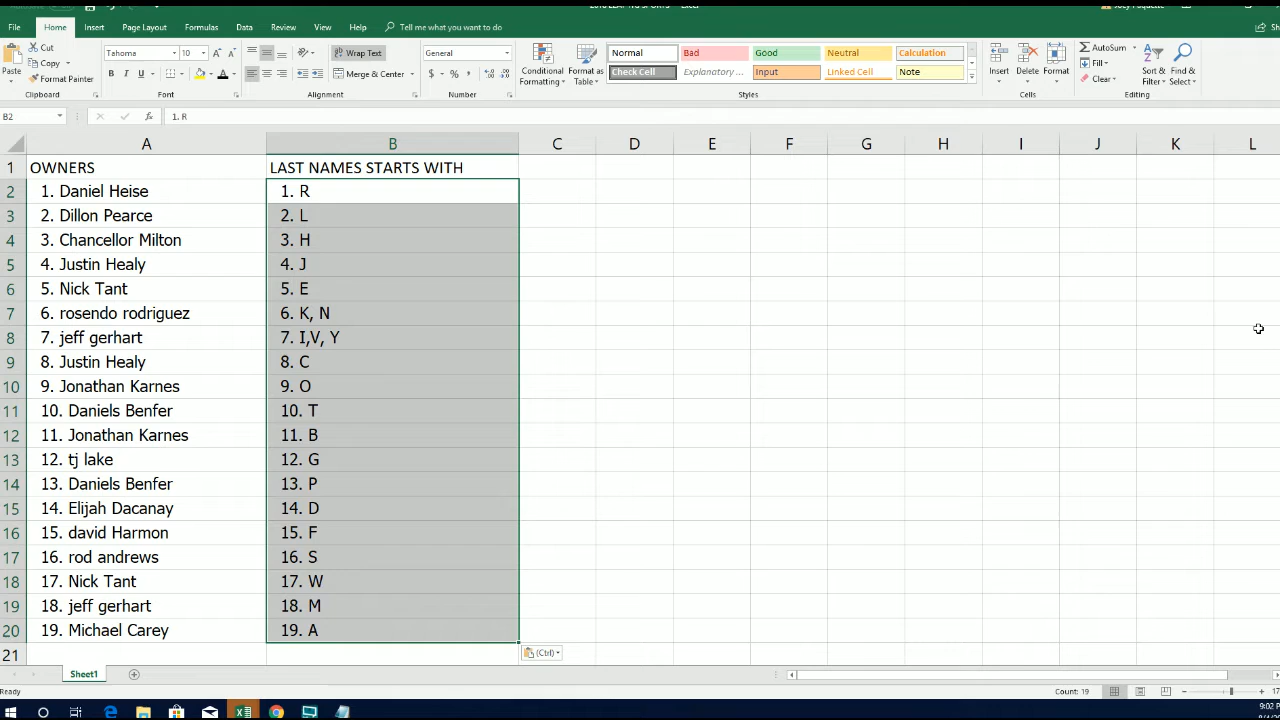 File Home Insert Page Layout Formulas Data Review View Help Tell me what you want to do
Cut Tahoma 10 Wrap Text General Normal Bad Good Neutral Calculation AutoSum
Paste Copy Conditional Formatting Format as Table Check Cell Explanatory ... Input Linked Cell Note Insert Delete Format Fill Sort & Filter Find & Select
Format Painter B I U Merge & Center $ % Clear
Clipboard Font Alignment Number Styles Cells Editing
B2 fx 1. R
A B C D E F G H I J K L
1 OWNERS LAST NAMES STARTS WITH
2 1. Daniel Heise 1. R
3 2. Dillon Pearce 2. L
4 3. Chancellor Milton 3. H
5 4. Justin Healy 4. J
6 5. Nick Tant 5. E
7 6. rosendo rodriguez 6. K, N
8 7. jeff gerhart 7. I,V, Y
9 8. Justin Healy 8. C
10 9. Jonathan Karnes 9. O
11 10. Daniels Benfer 10. T
12 11. Jonathan Karnes 11. B
13 12. tj lake 12. G
14 13. Daniels Benfer 13. P
15 14. Elijah Dacanay 14. D
16 15. david Harmon 15. F
17 16. rod andrews 16. S
18 17. Nick Tant 17. W
19 18. jeff gerhart 18. M
20 19. Michael Carey 19. A
21 (Ctrl)
Sheet1
Ready Count: 19
9:02 PM